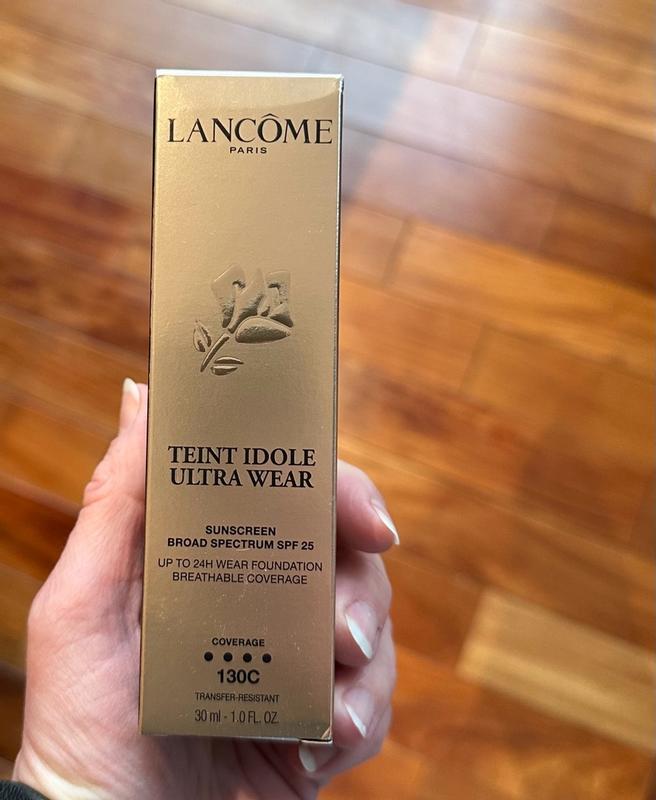 LANCÔME
PARIS
TEINT IDOLE
ULTRA WEAR
SUNSCREEN
BROAD SPECTRUM SPF 25
UP TO 24H WEAR FOUNDATION
BREATHABLE COVERAGE
COVERAGE
130C
TRANSFER-RESISTANT
30 ml - 1.0 FL. OZ.